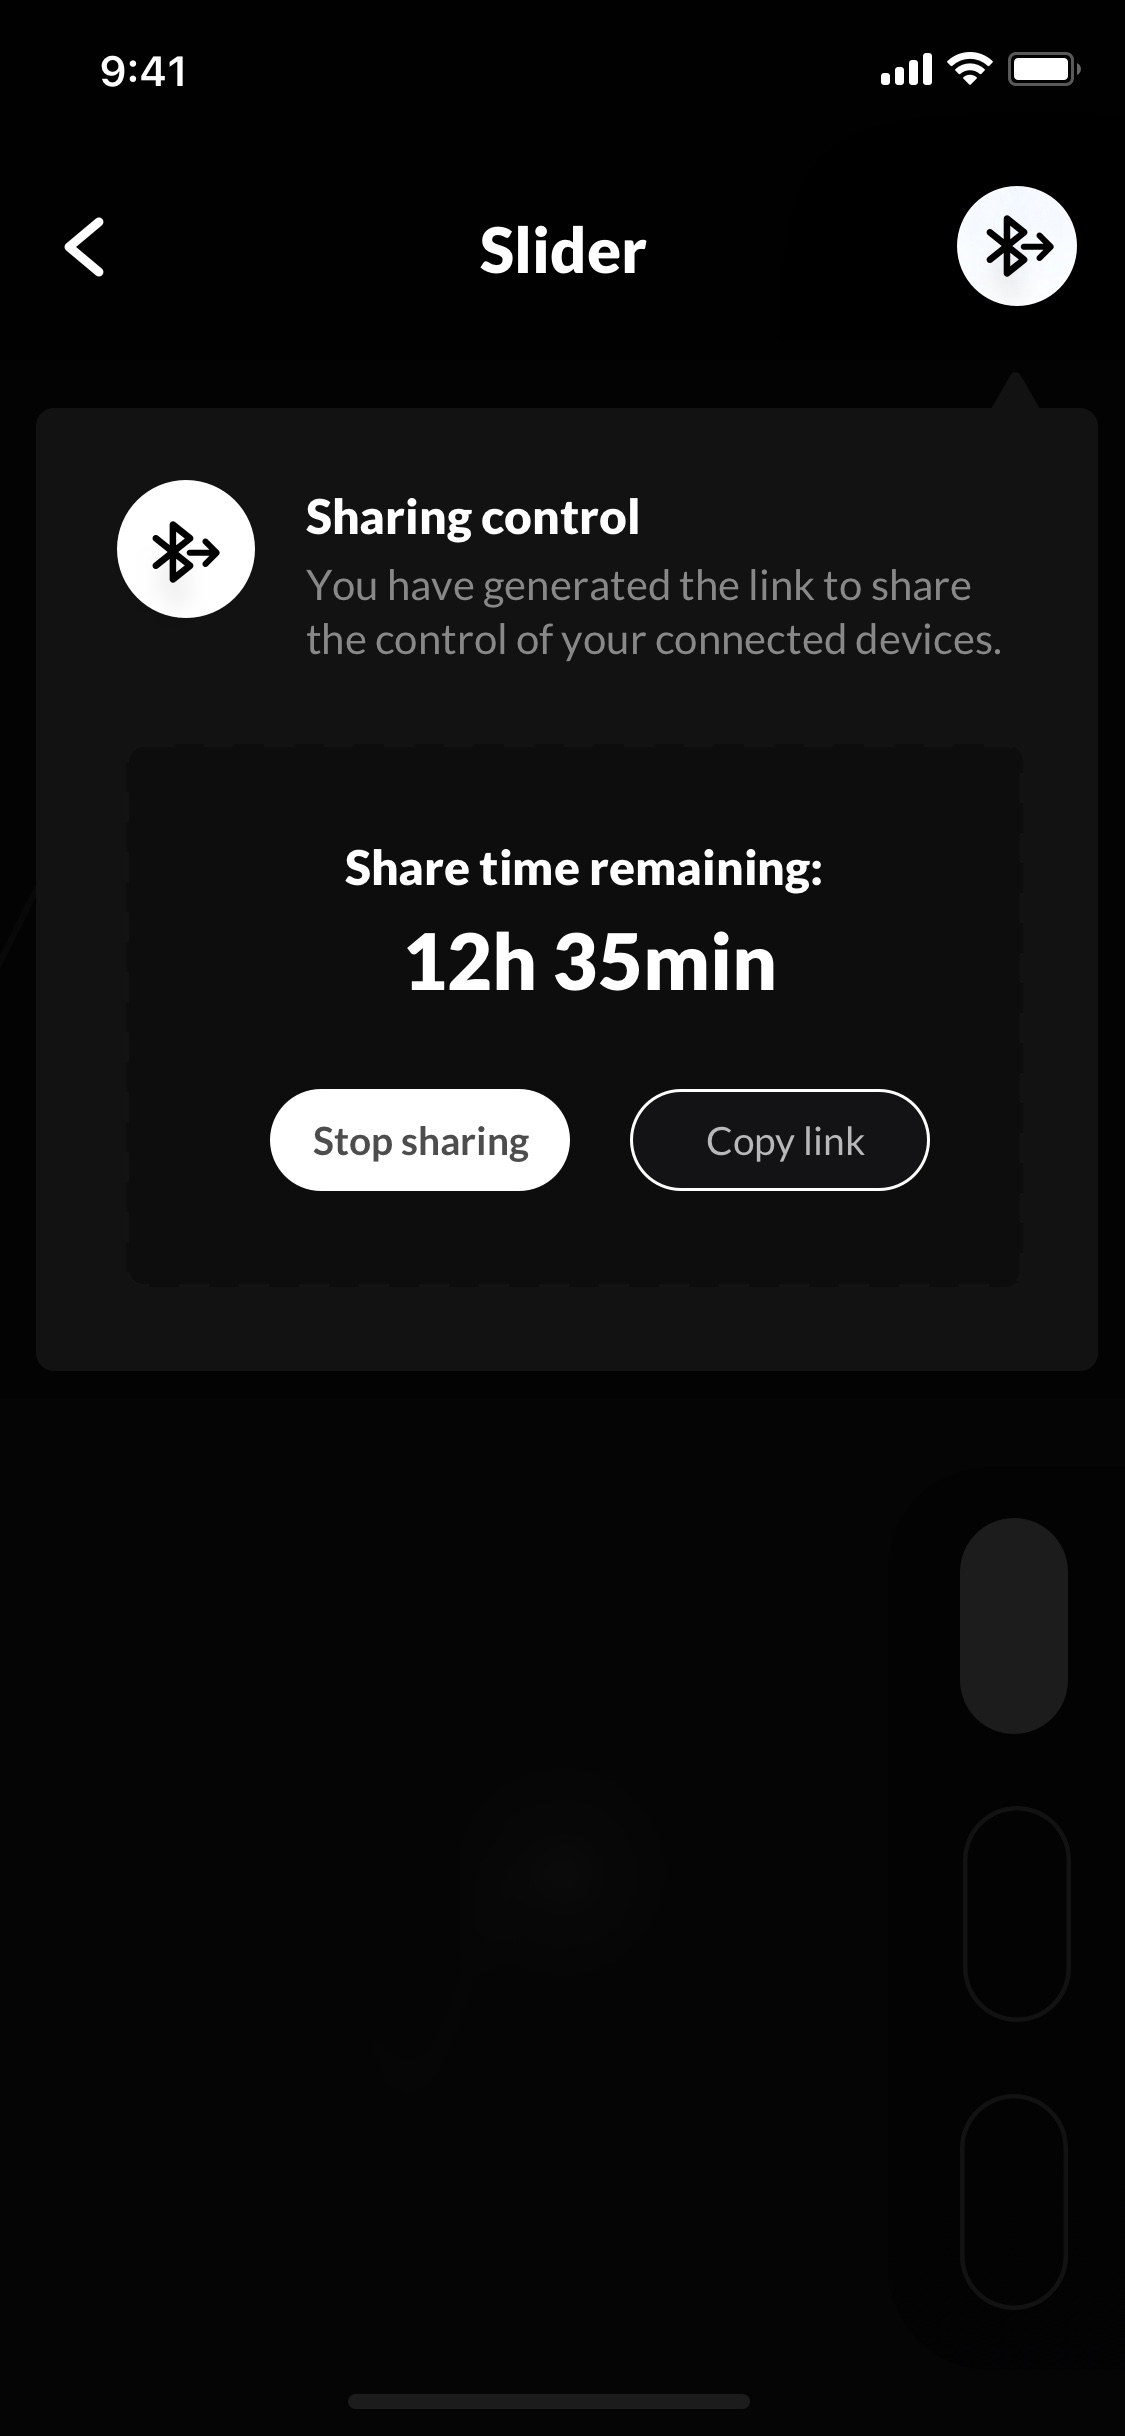 9:41
Slider
Sharing control
You have generated the link to share
the control of your connected devices.
Share time remaining:
12h 35min
Stop sharing
Copy link